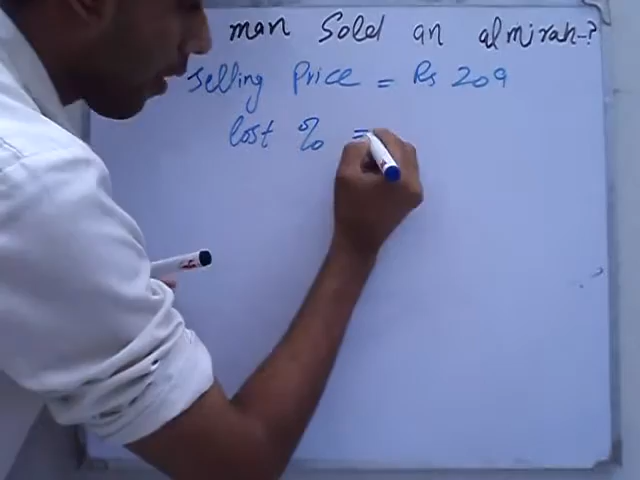 man Sold an almirah-?
Selling Price = Rs 209
lost % =